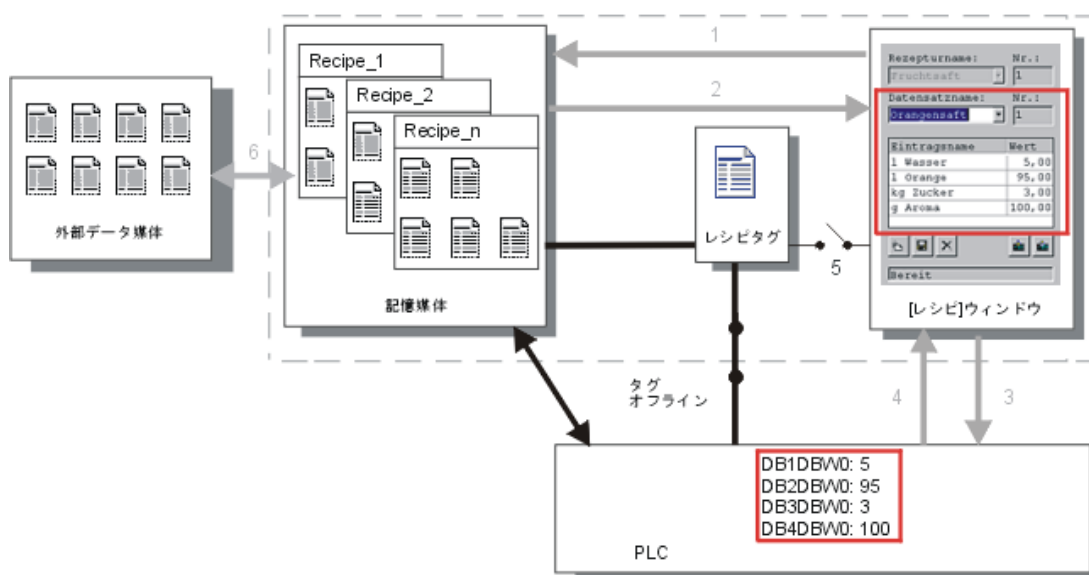 6
外部データ媒体
Recipe_1
Recipe_2
Recipe_n
記憶媒体
1
2
レシピタグ
5
Rezepturname: Nr.:
Fruchtsaft 1
Datensatzname: Nr.:
Orangensaft 1
Eintragsname Wert
l Wasser 5,00
l Orange 95,00
kg Zucker 3,00
g Aroma 100,00
Bereit
[レシピ]ウィンドウ
タグ
オフライン
4
3
DB1DBW0: 5
DB2DBW0: 95
DB3DBW0: 3
DB4DBW0: 100
PLC